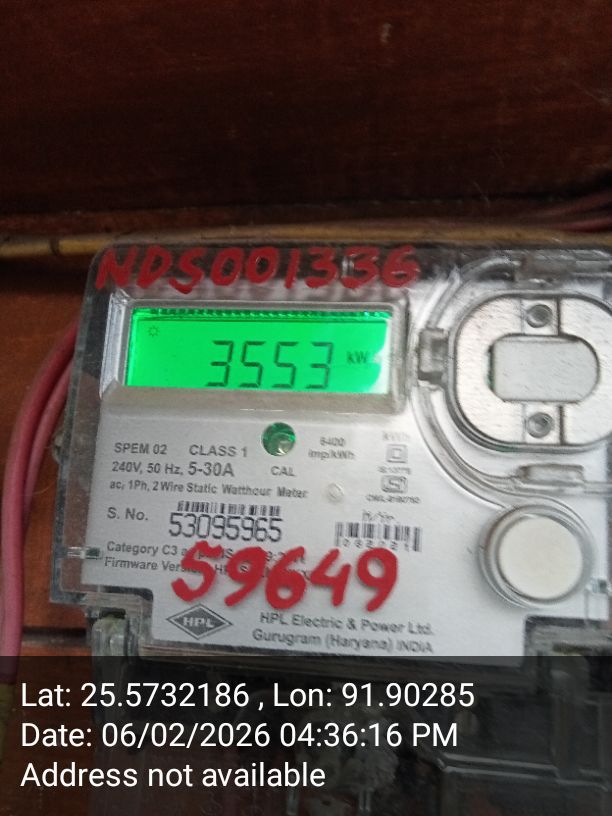 NDS001336
3553 kW
SPEM 02 CLASS 1 6400
240V, 50 Hz, 5-30A CAL imp/kWh
ac, 1Ph, 2 Wire Static Watthour Meter
S. No.
53095965
Category C3
Firmware
59649
HPL
HPL Electric & Power Ltd.
Gurugram (Haryana) INDIA
Lat: 25.5732186 , Lon: 91.90285
Date: 06/02/2026 04:36:16 PM
Address not available